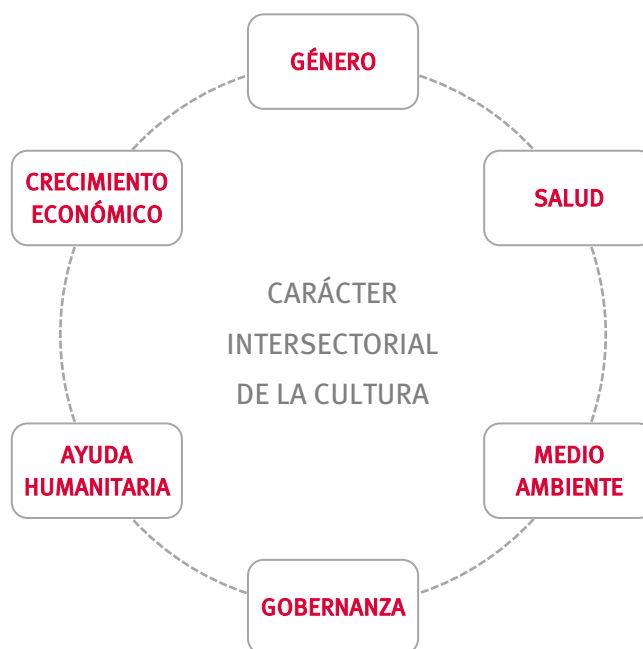 GÉNERO
CRECIMIENTO
ECONÓMICO
SALUD
CARÁCTER
INTERSECTORIAL
DE LA CULTURA
AYUDA
HUMANITARIA
MEDIO
AMBIENTE
GOBERNANZA